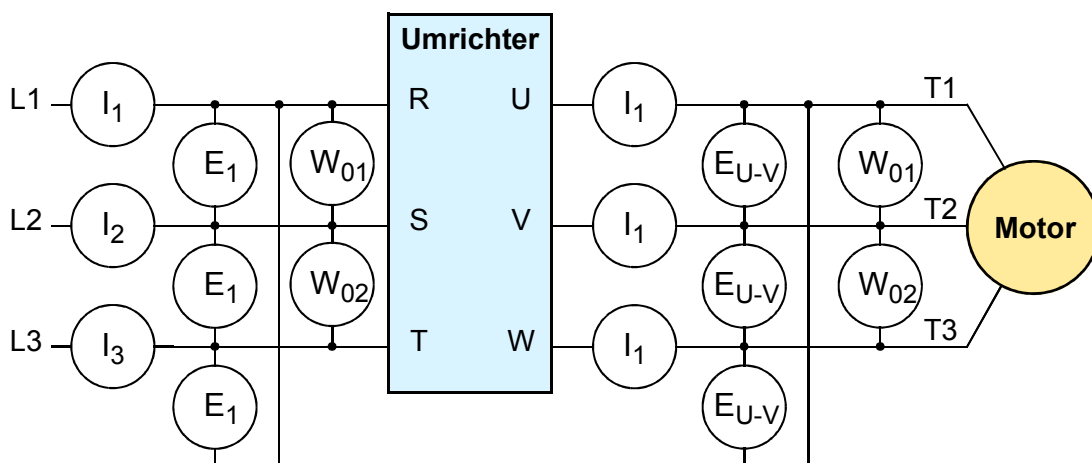 Umrichter
L1 I1 R U I1 T1
E1 W01 EU-V W01
L2 I2 S V I1 T2
Motor
E1 W02 EU-V W02
L3 I3 T W I1 T3
E1 EU-V